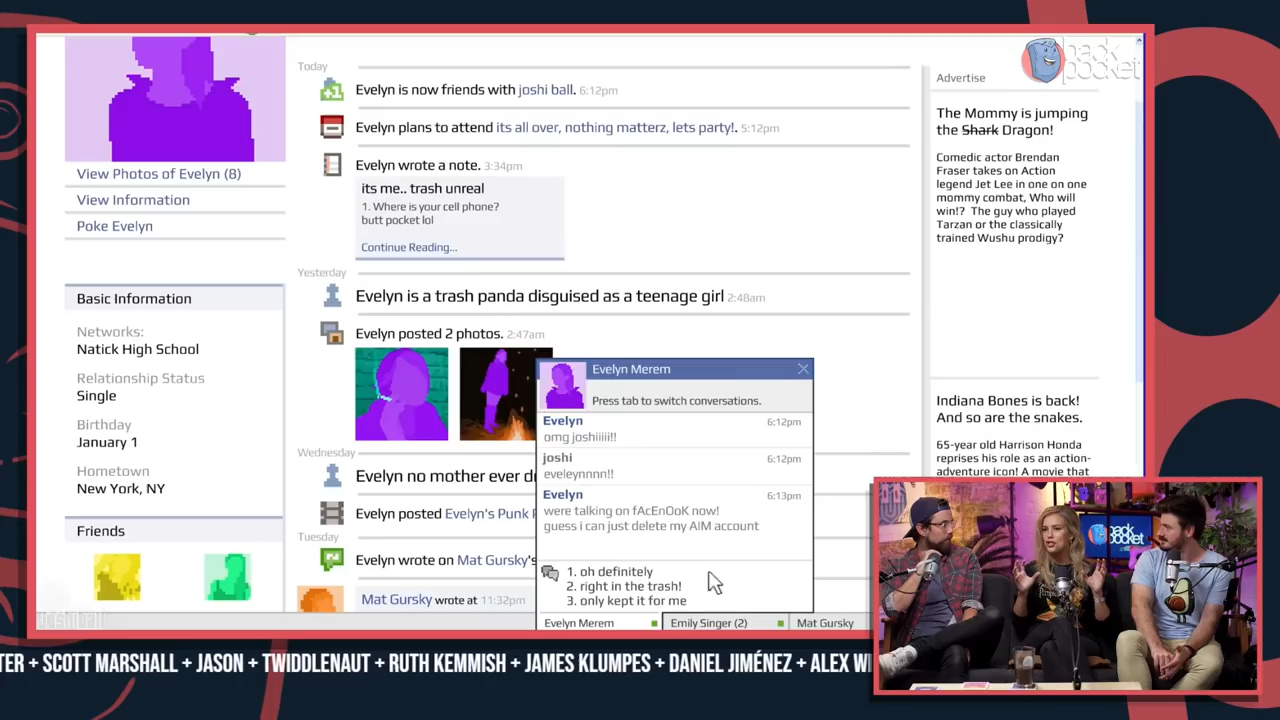 Today
Evelyn is now friends with joshi ball. 6:12pm
Evelyn plans to attend its all over, nothing matterz, lets party!. 5:12pm
Evelyn wrote a note. 3:34pm
its me.. trash unreal
1. Where is your cell phone?
butt pocket lol
Continue Reading...
Yesterday
Evelyn is a trash panda disguised as a teenage girl 2:48am
Evelyn posted 2 photos. 2:47am
Wednesday
Evelyn no mother ever
Evelyn posted Evelyn's Punk
Tuesday
Evelyn wrote on Mat Gursky's
Mat Gursky wrote at 11:32pm
View Photos of Evelyn (8)
View Information
Poke Evelyn
Basic Information
Networks:
Natick High School
Relationship Status
Single
Birthday
January 1
Hometown
New York, NY
Friends
Evelyn Merem
Press tab to switch conversations.
Evelyn 6:12pm
omg joshiiiii!!
joshi 6:12pm
eveleynnnn!!
Evelyn 6:13pm
were talking on fAcEnOoK now!
guess i can just delete my AIM account
1. oh definitely
2. right in the trash!
3. only kept it for me
Evelyn Merem
Emily Singer (2)
Mat Gursky
back
pocket
Advertise
The Mommy is jumping
the Shark Dragon!
Comedic actor Brendan
Fraser takes on Action
legend Jet Lee in one on one
mommy combat, Who will
win!? The guy who played
Tarzan or the classically
trained Wushu prodigy?
Indiana Bones is back!
And so are the snakes.
65-year old Harrison Honda
reprises his role as an action-
adventure icon! A movie that
back
pocket
TER + SCOTT MARSHALL + JASON + TWIDDLENAUT + RUTH KEMMISH + JAMES KLUMPES + DANIEL JIMÉNEZ + ALEX WI